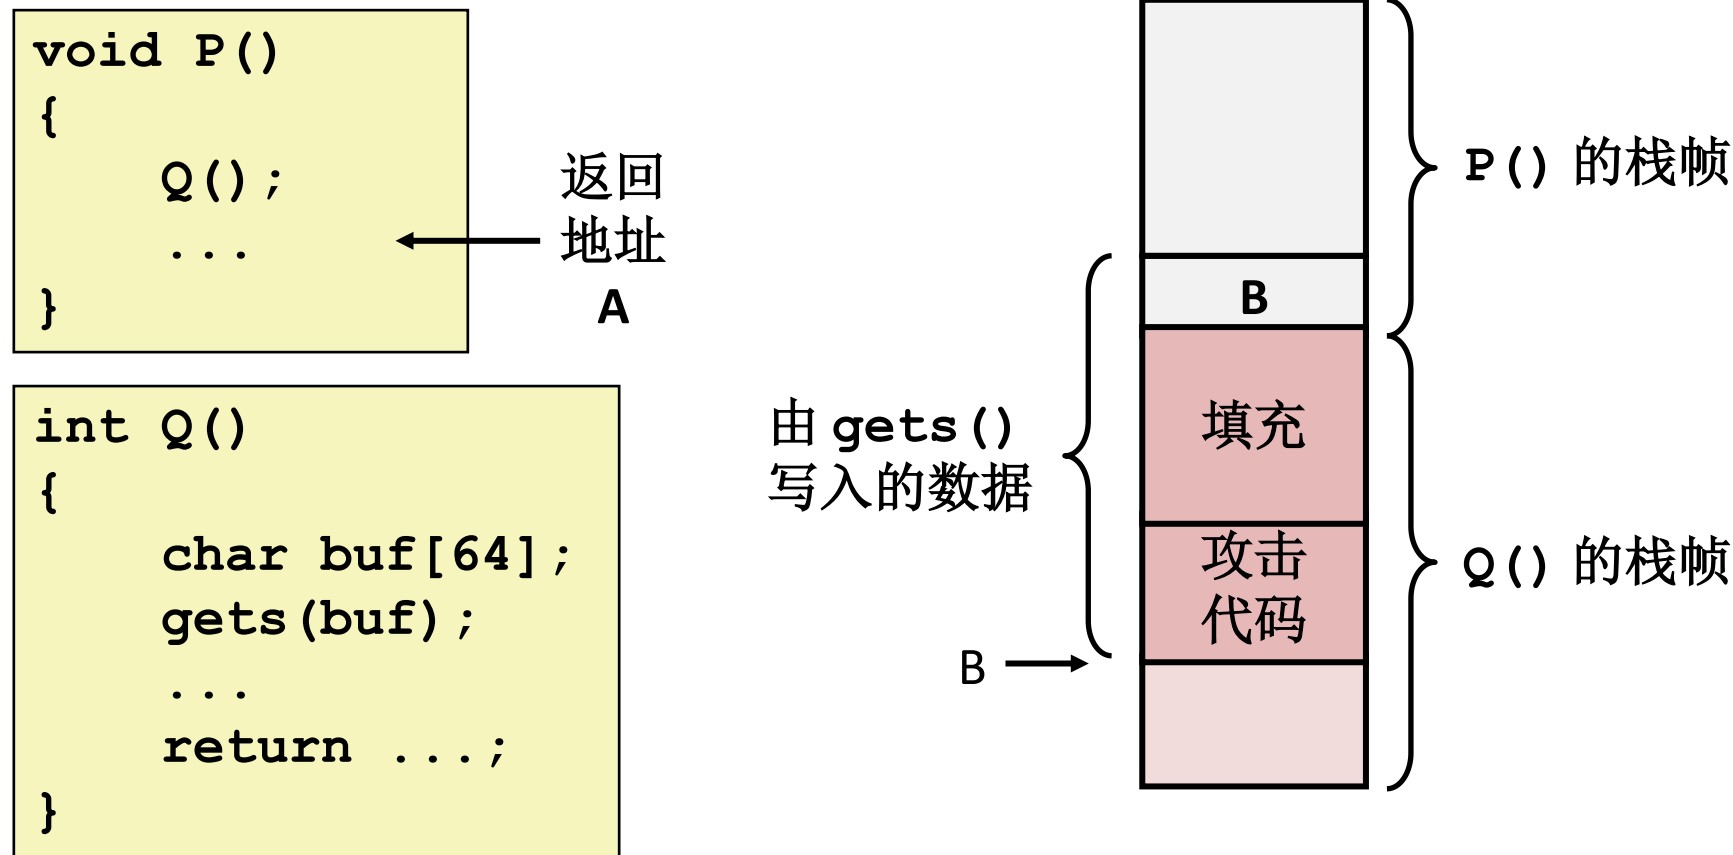 void P()
{
Q();
...
}
返回
地址
A
int Q()
{
char buf[64];
gets(buf);
...
return ...;
}
由 gets()
写入的数据
B
B
填充
攻击
代码
P() 的栈帧
Q() 的栈帧